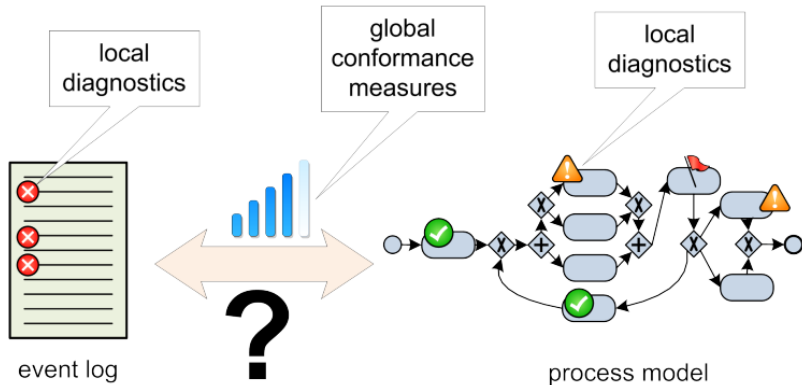 local
diagnostics
global
conformance
measures
local
diagnostics
?
event log
process model